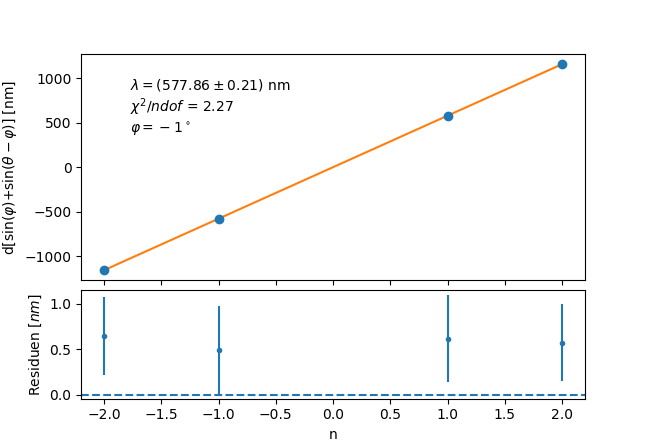 d[sin(φ)+sin(θ − φ)] [nm]
1000
500
0
−500
−1000
λ = (577.86 ± 0.21) nm
χ²/ndof = 2.27
φ = − 1°
Residuen [nm]
1.0
0.5
0.0
−2.0 −1.5 −1.0 −0.5 0.0 0.5 1.0 1.5 2.0
n